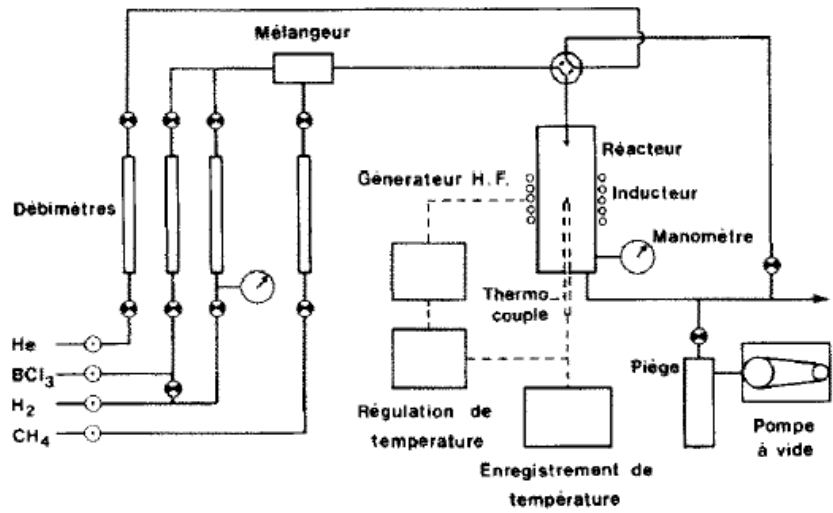 Mélangeur
Réacteur
Générateur H.F.
Inducteur
Débimètres
Manomètre
Thermo
couple
He
BCl3
H2
CH4
Piège
Régulation de
temperature
Pompe
à vide
Enregistrement de
température